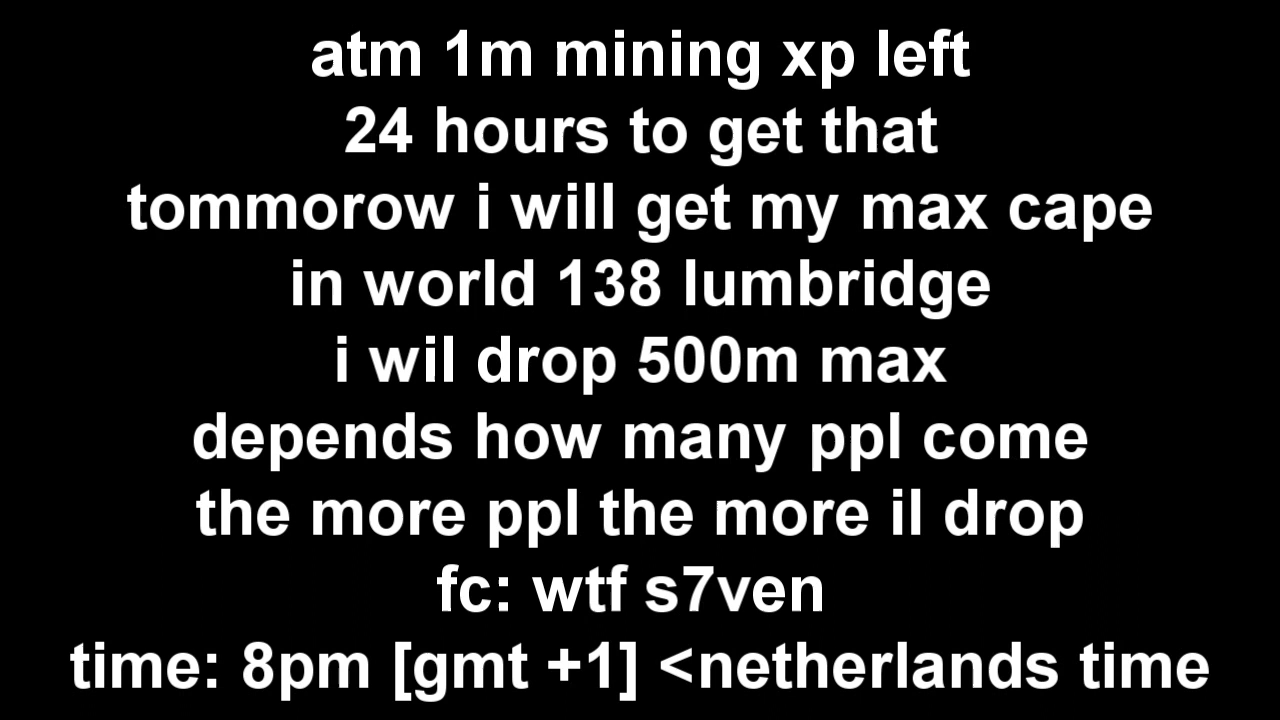 atm 1m mining xp left
24 hours to get that
tommorow i will get my max cape
in world 138 lumbridge
i wil drop 500m max
depends how many ppl come
the more ppl the more il drop
fc: wtf s7ven
time: 8pm [gmt +1] <netherlands time